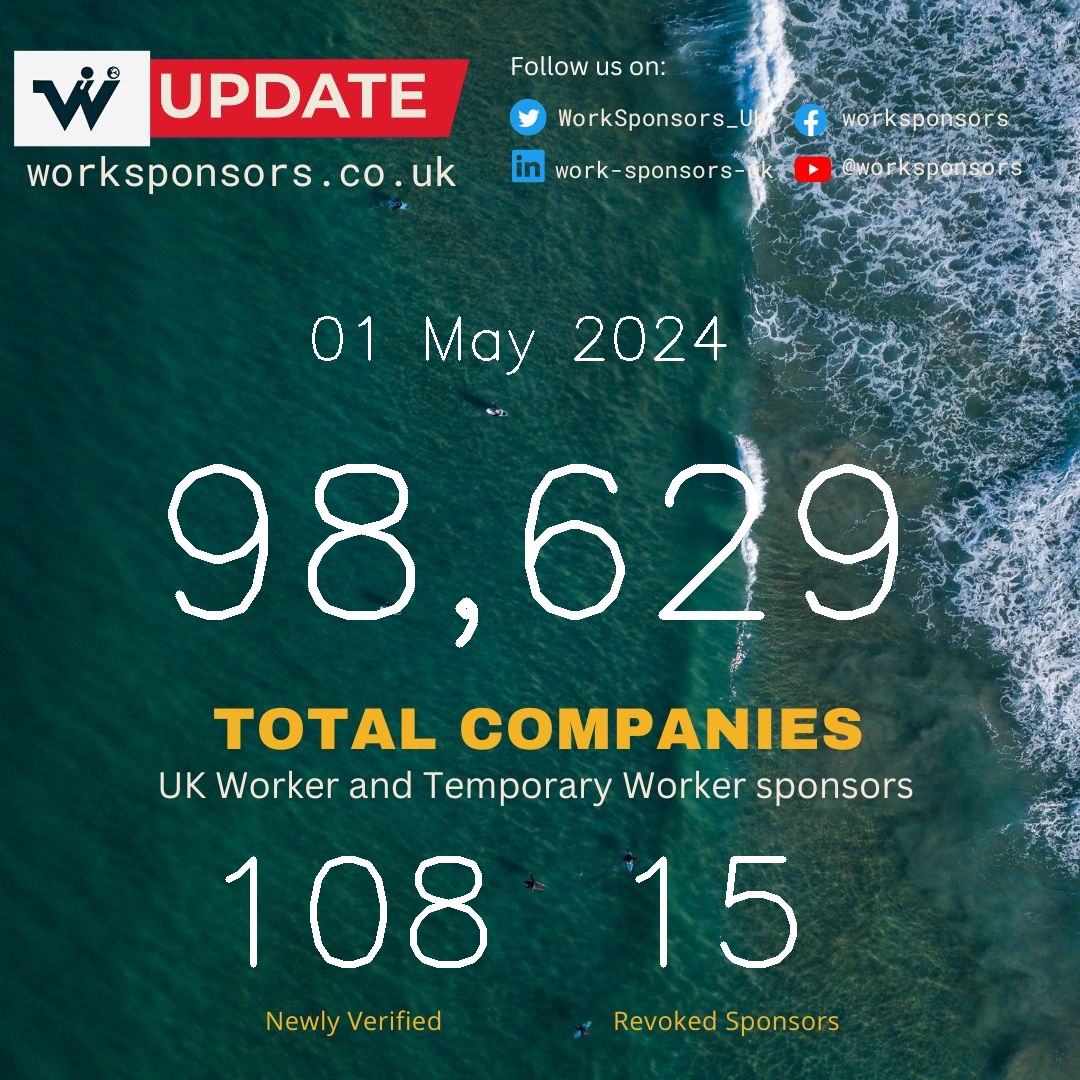 UPDATE
worksponsors.co.uk
Follow us on:
WorkSponsors_UK
worksponsors
work-sponsors-uk
@worksponsors
01 May 2024
98,629
TOTAL COMPANIES
UK Worker and Temporary Worker sponsors
108 15
Newly Verified Revoked Sponsors